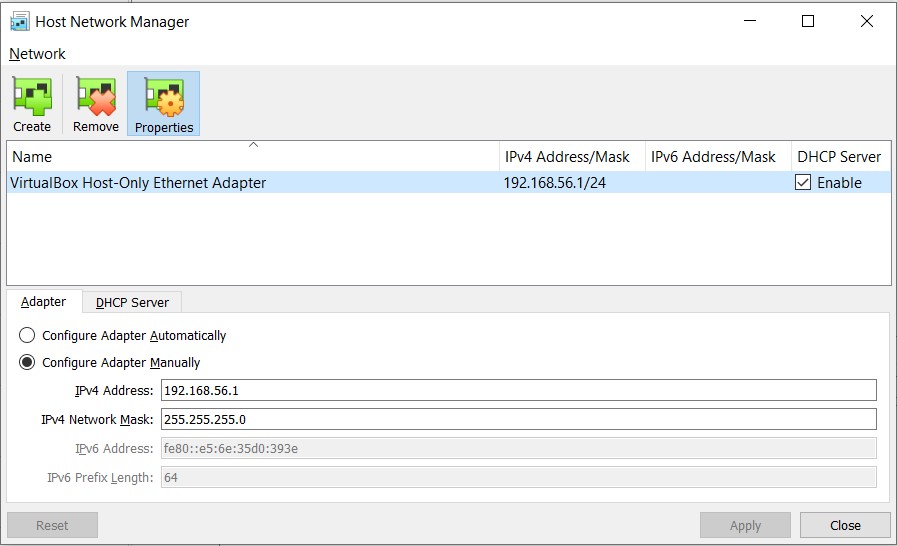 Host Network Manager
Network
Create Remove Properties
Name IPv4 Address/Mask IPv6 Address/Mask DHCP Server
VirtualBox Host-Only Ethernet Adapter 192.168.56.1/24 Enable
Adapter DHCP Server
Configure Adapter Automatically
Configure Adapter Manually
IPv4 Address: 192.168.56.1
IPv4 Network Mask: 255.255.255.0
IPv6 Address: fe80::e5:6e:35d0:393e
IPv6 Prefix Length: 64
Reset Apply Close